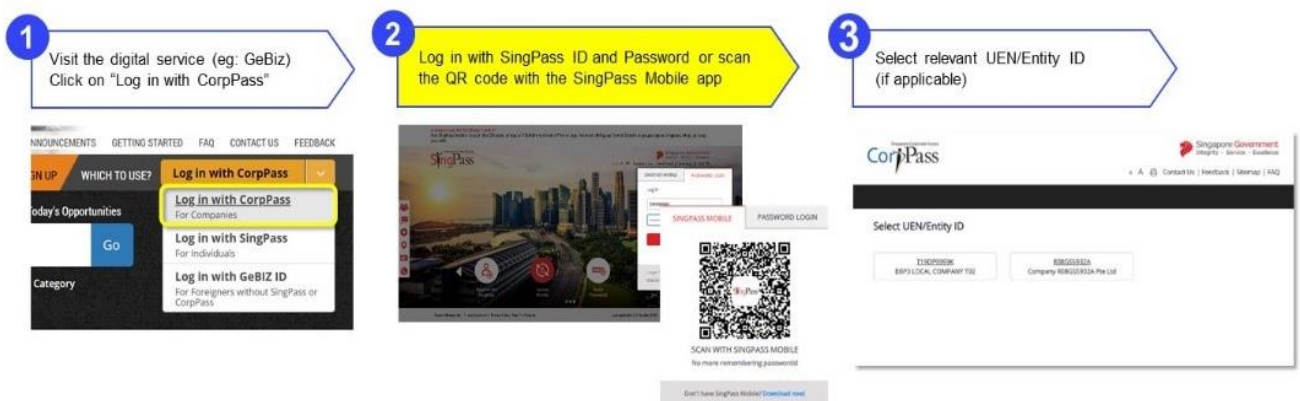 1
Visit the digital service (eg: GeBiz)
Click on "Log in with CorpPass"
NNOUNCEMENTS GETTING STARTED FAQ CONTACT US FEEDBACK
GN UP WHICH TO USE? Log in with CorpPass
Log in with CorpPass
For Companies
oday's Opportunities
Go
Log in with SingPass
For Individuals
Category
Log in with GeBIZ ID
For Foreigners without SingPass or
CorpPass
2
Log in with SingPass ID and Password or scan
the QR code with the SingPass Mobile app
SingPass
SINGPASS MOBILE PASSWORD LOGIN
SingPass
SCAN WITH SINGPASS MOBILE
No more remembering passwords!
Don't have SingPass Mobile? Download now!
3
Select relevant UEN/Entity ID
(if applicable)
CorpPass
Singapore Government
Integrity · Service · Excellence
A Contact Us | Feedback | Sitemap | FAQ
Select UEN/Entity ID
LOCAL COMPANY T02
Company R08GS5932A Pte Ltd